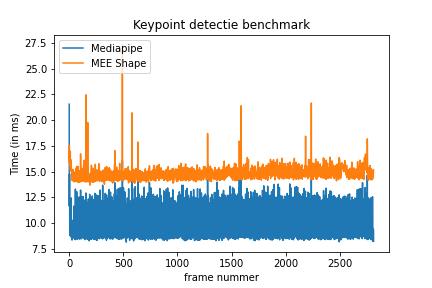 Keypoint detectie benchmark
Mediapipe
MEE Shape
Time (in ms)
27.5
25.0
22.5
20.0
17.5
15.0
12.5
10.0
7.5
0 500 1000 1500 2000 2500
frame nummer